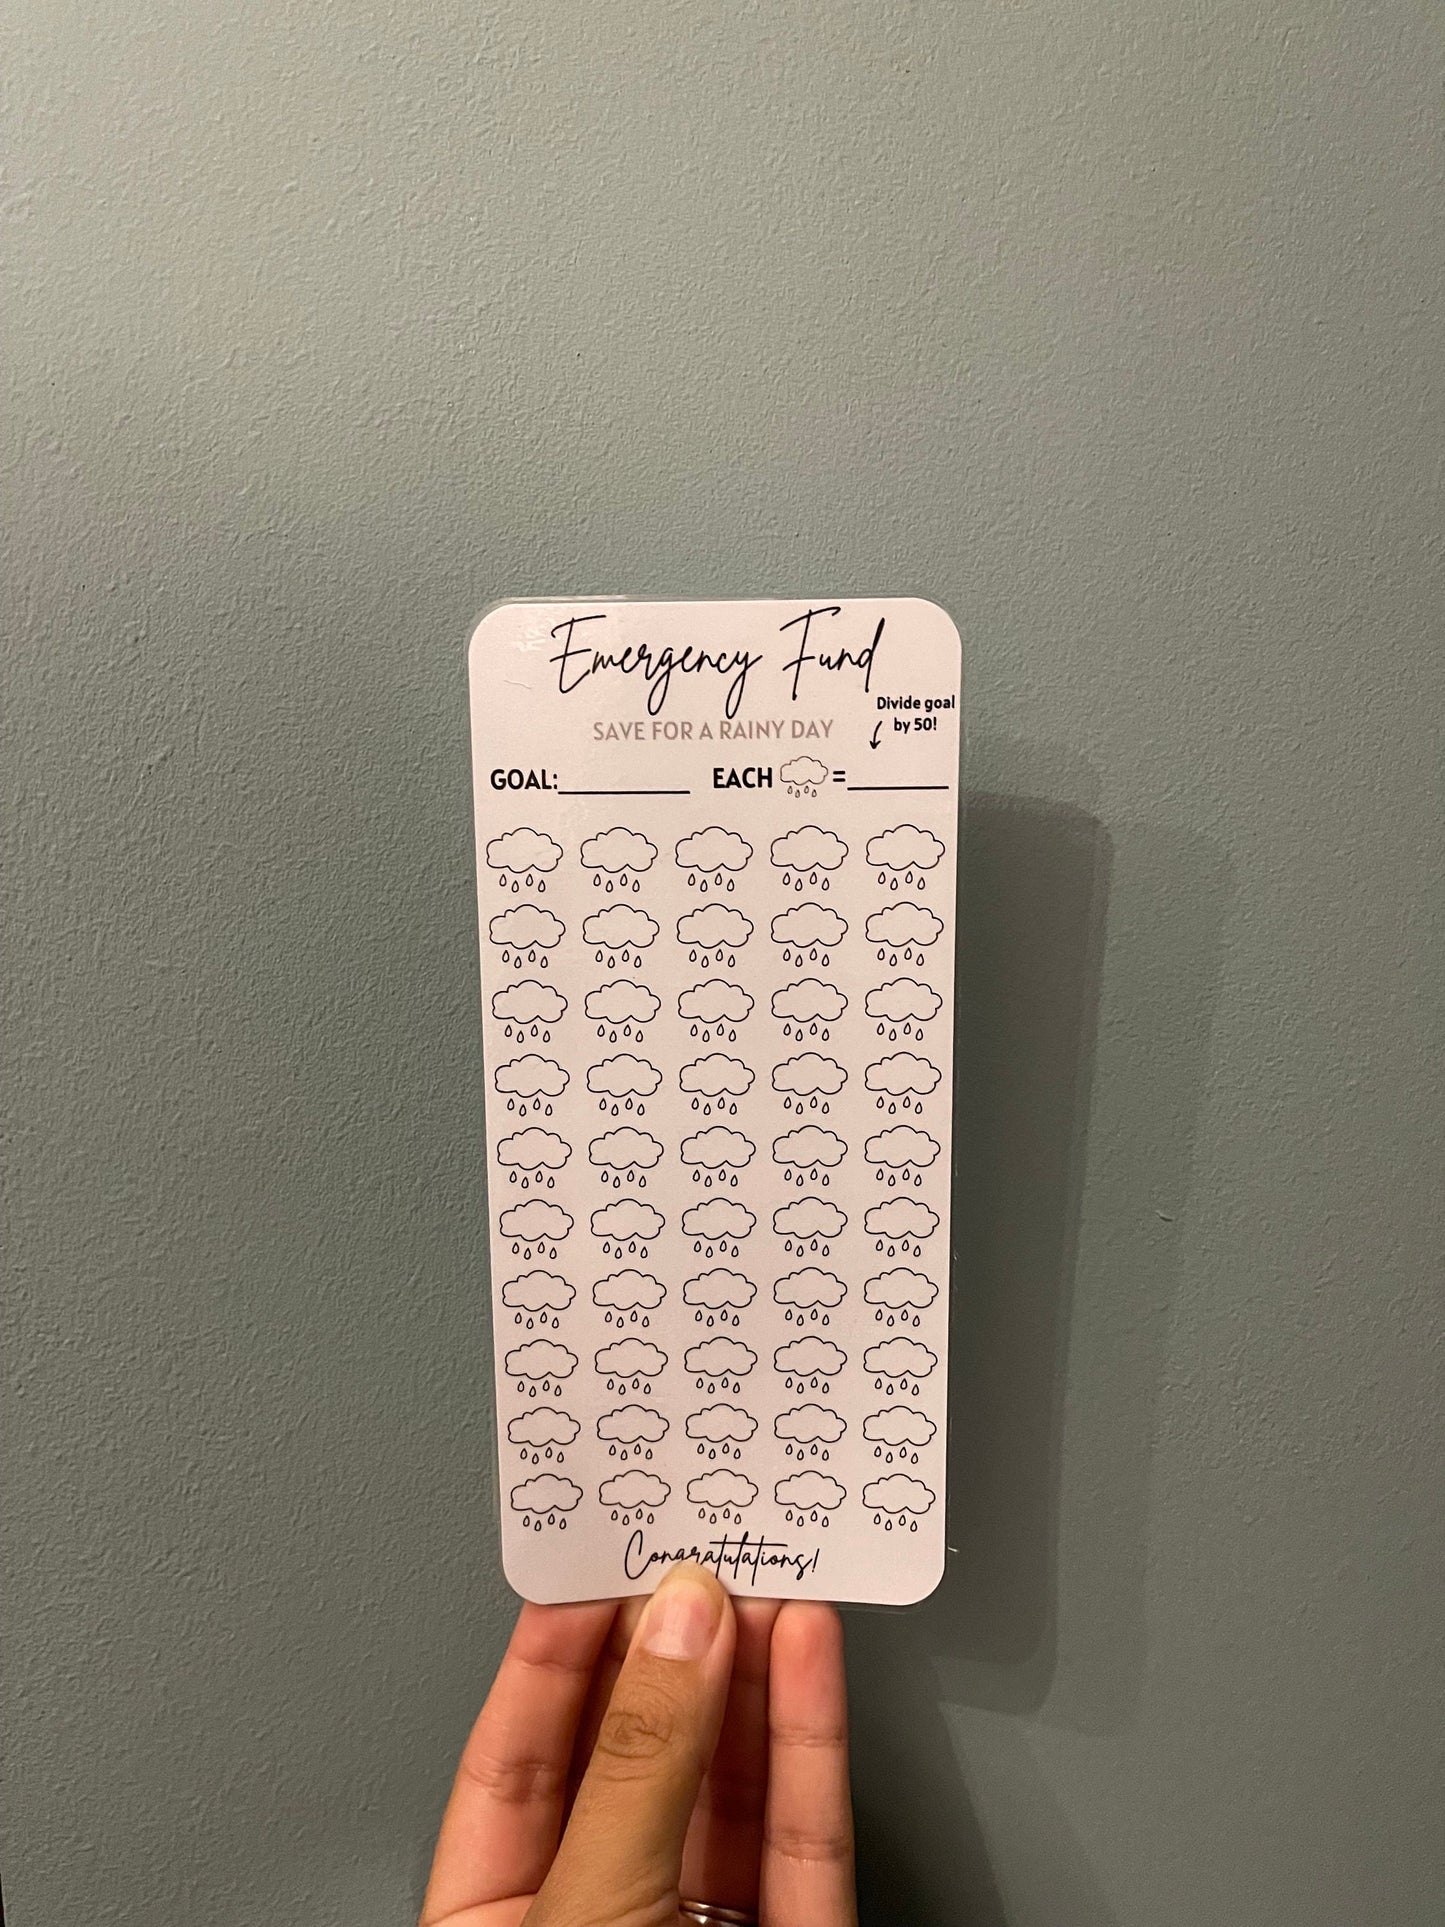 Emergency Fund
SAVE FOR A RAINY DAY
Divide goal
by 50!
GOAL:__________ EACH =________
Congratulations!